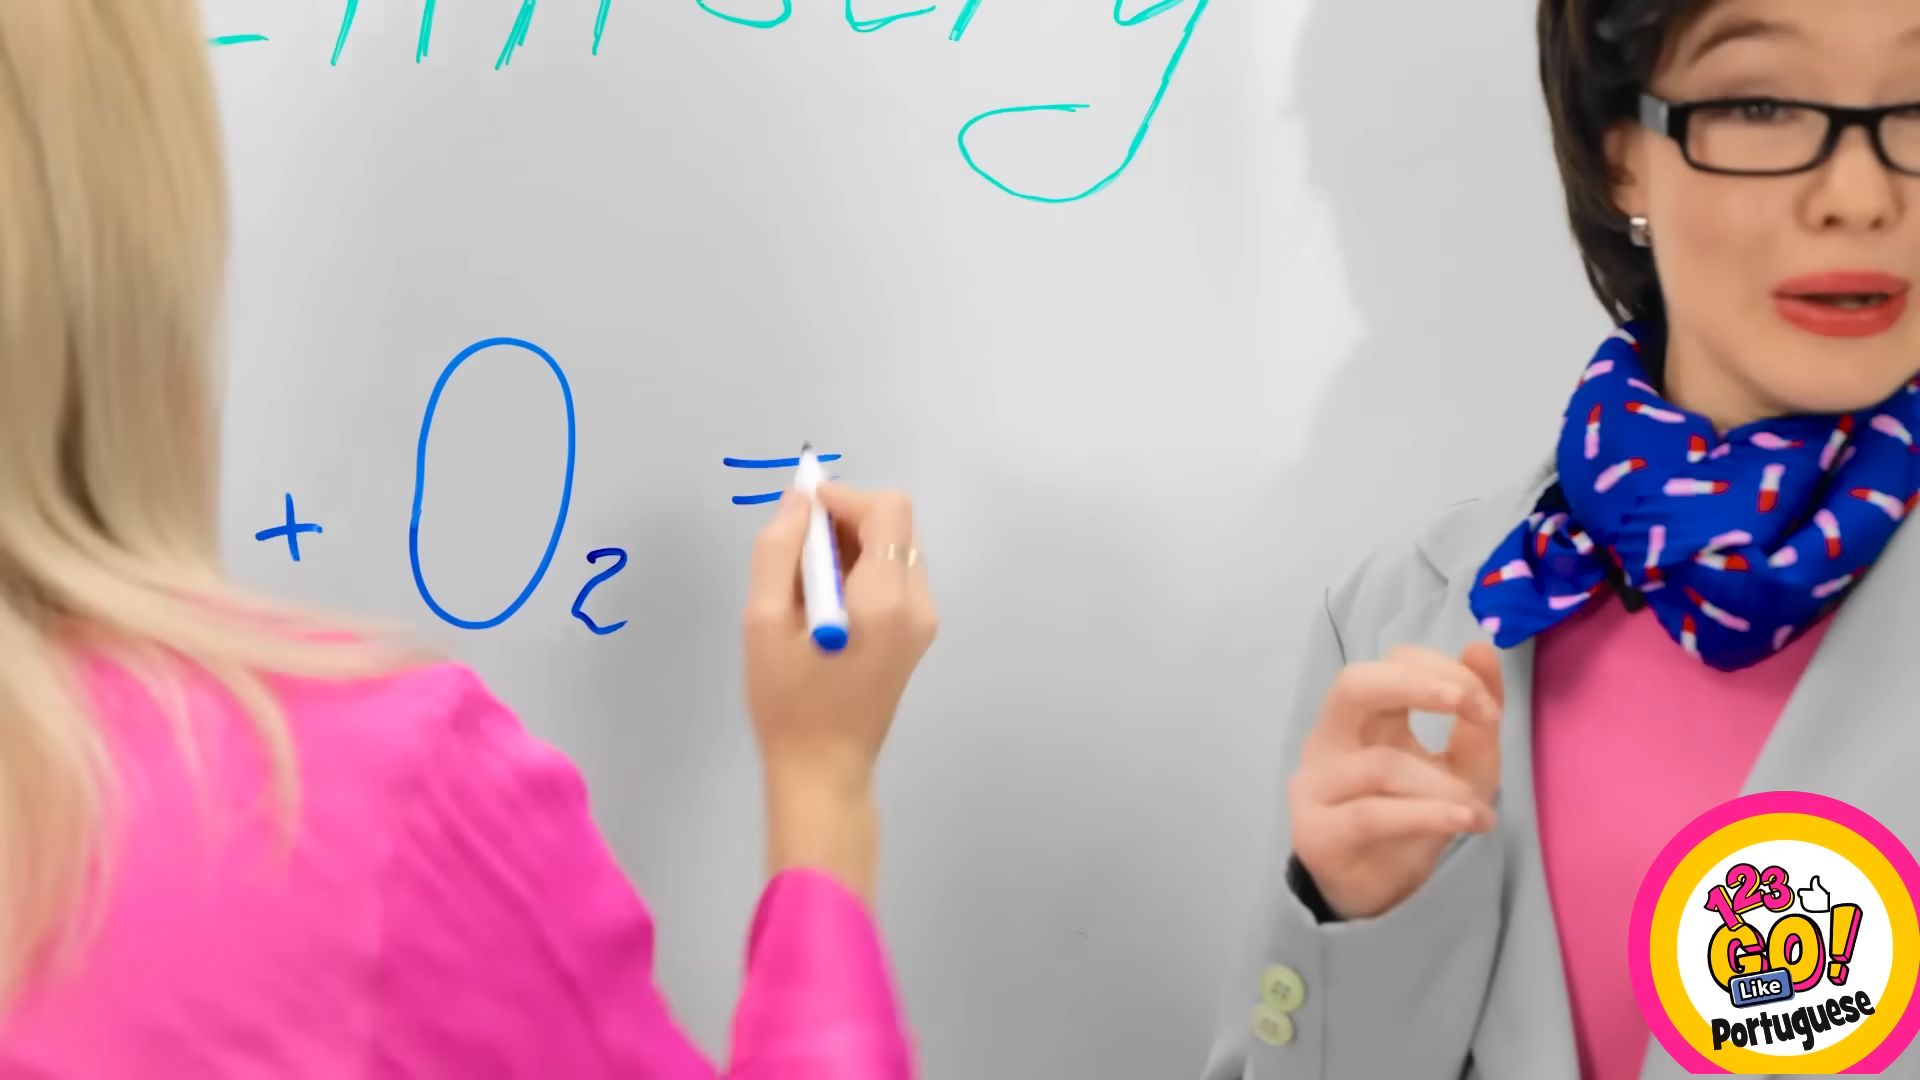 + O₂ =
123
GO!
Like
Portuguese